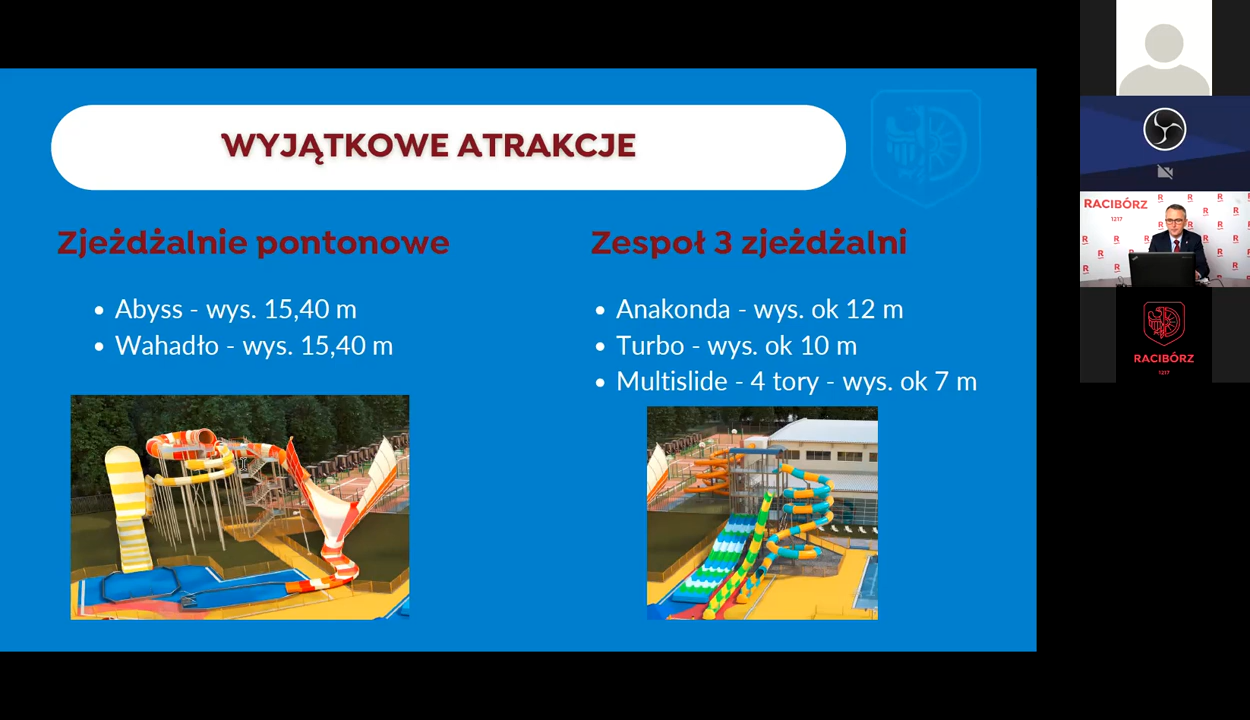 WYJĄTKOWE ATRAKCJE
Zjeżdżalnie pontonowe
• Abyss - wys. 15,40 m
• Wahadło - wys. 15,40 m
Zespoł 3 zjeżdżalni
• Anakonda - wys. ok 12 m
• Turbo - wys. ok 10 m
• Multislide - 4 tory - wys. ok 7 m
RACIBÓRZ
1217
RACIBÓRZ
1217